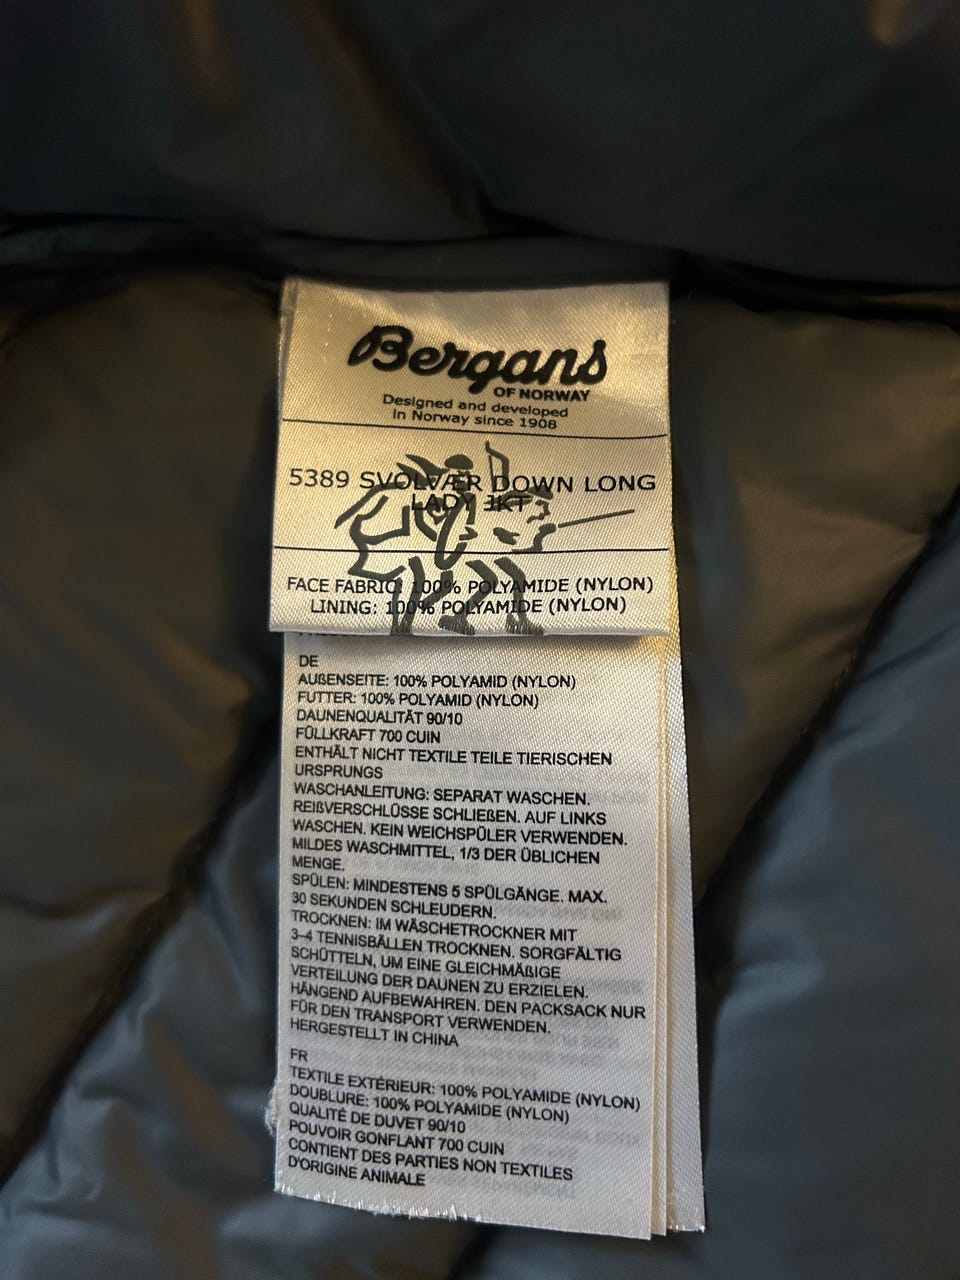 Bergans
OF NORWAY
Designed and developed
in Norway since 1908
5389 SVOLVÆR DOWN LONG
LADY JKT
FACE FABRIC: 100% POLYAMIDE (NYLON)
LINING: 100% POLYAMIDE (NYLON)
DE
AUßENSEITE: 100% POLYAMID (NYLON)
FUTTER: 100% POLYAMID (NYLON)
DAUNENQUALITÄT 90/10
FÜLLKRAFT 700 CUIN
ENTHÄLT NICHT TEXTILE TEILE TIERISCHEN
URSPRUNGS
WASCHANLEITUNG: SEPARAT WASCHEN.
REIßVERSCHLÜSSE SCHLIEßEN. AUF LINKS
WASCHEN. KEIN WEICHSPÜLER VERWENDEN.
MILDES WASCHMITTEL, 1/3 DER ÜBLICHEN
MENGE.
SPÜLEN: MINDESTENS 5 SPÜLGÄNGE. MAX.
30 SEKUNDEN SCHLEUDERN.
TROCKNEN: IM WÄSCHETROCKNER MIT
3–4 TENNISBÄLLEN TROCKNEN. SORGFÄLTIG
SCHÜTTELN, UM EINE GLEICHMÄßIGE
VERTEILUNG DER DAUNEN ZU ERZIELEN.
HÄNGEND AUFBEWAHREN. DEN PACKSACK NUR
FÜR DEN TRANSPORT VERWENDEN.
HERGESTELLT IN CHINA
FR
TEXTILE EXTÉRIEUR: 100% POLYAMIDE (NYLON)
DOUBLURE: 100% POLYAMIDE (NYLON)
QUALITÉ DE DUVET 90/10
POUVOIR GONFLANT 700 CUIN
CONTIENT DES PARTIES NON TEXTILES
D'ORIGINE ANIMALE